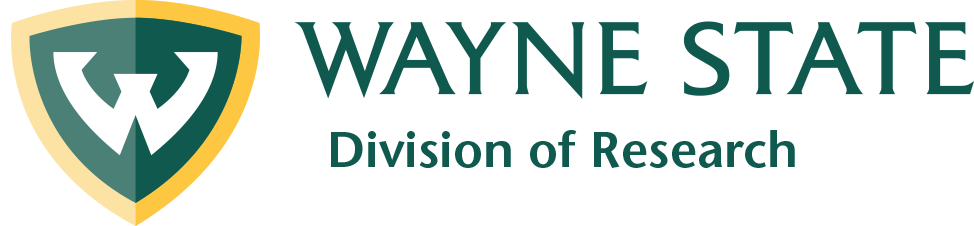 W
WAYNE STATE
Division of Research